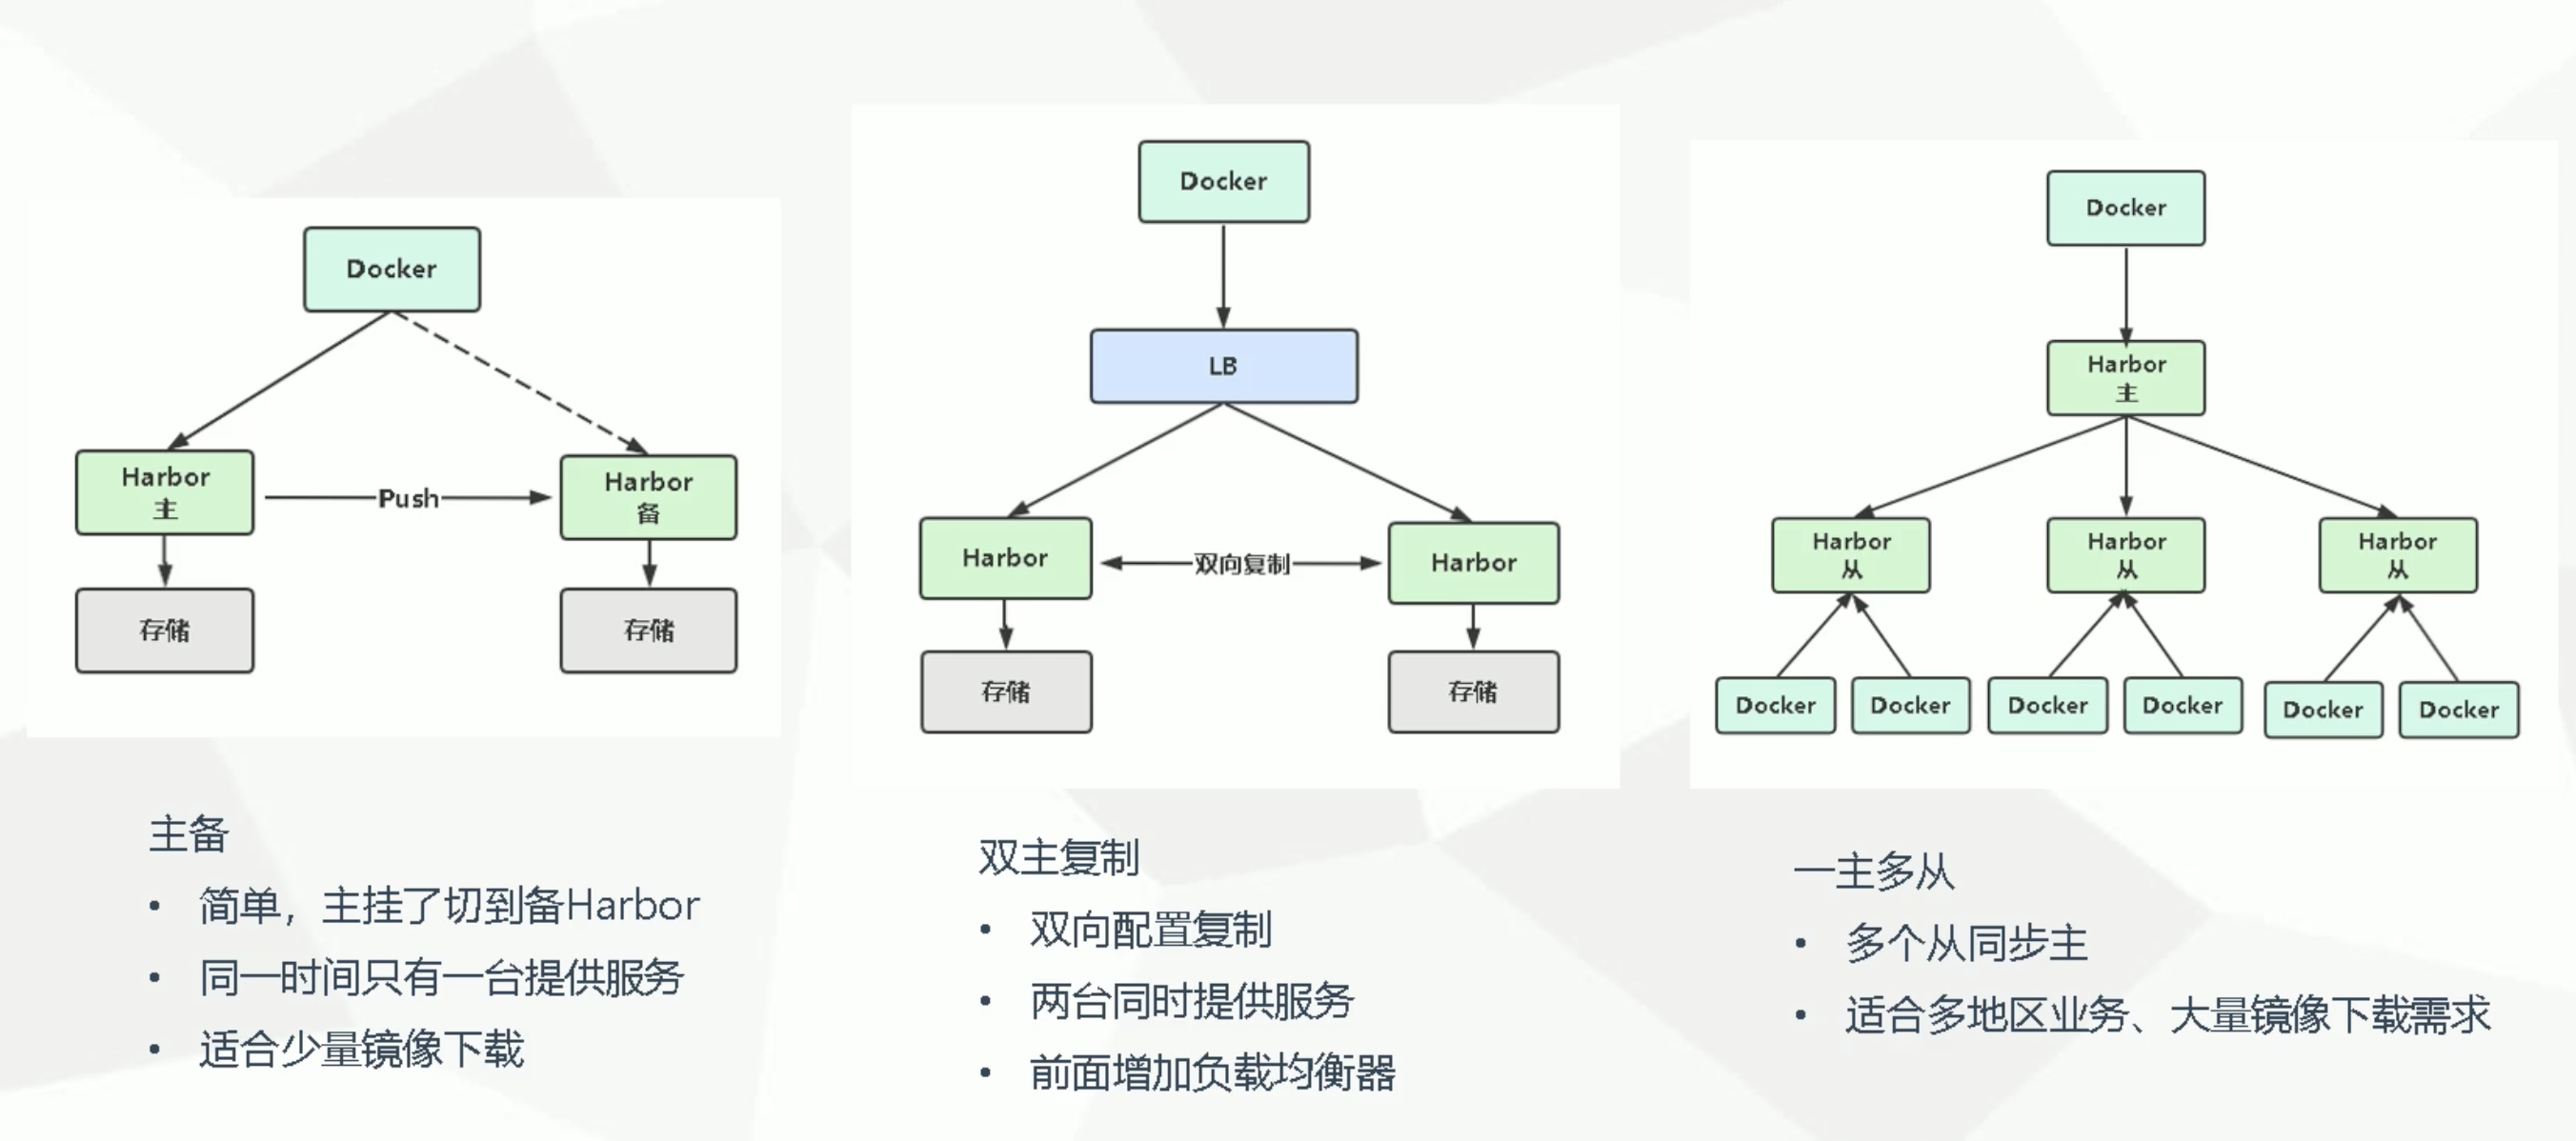 Docker
Harbor
主
Push
Harbor
备
存储
存储
主备
• 简单，主挂了切到备Harbor
• 同一时间只有一台提供服务
• 适合少量镜像下载
Docker
LB
Harbor
双向复制
Harbor
存储
存储
双主复制
• 双向配置复制
• 两台同时提供服务
• 前面增加负载均衡器
Docker
Harbor
主
Harbor
从
Harbor
从
Harbor
从
Docker
Docker
Docker
Docker
Docker
Docker
一主多从
• 多个从同步主
• 适合多地区业务、大量镜像下载需求